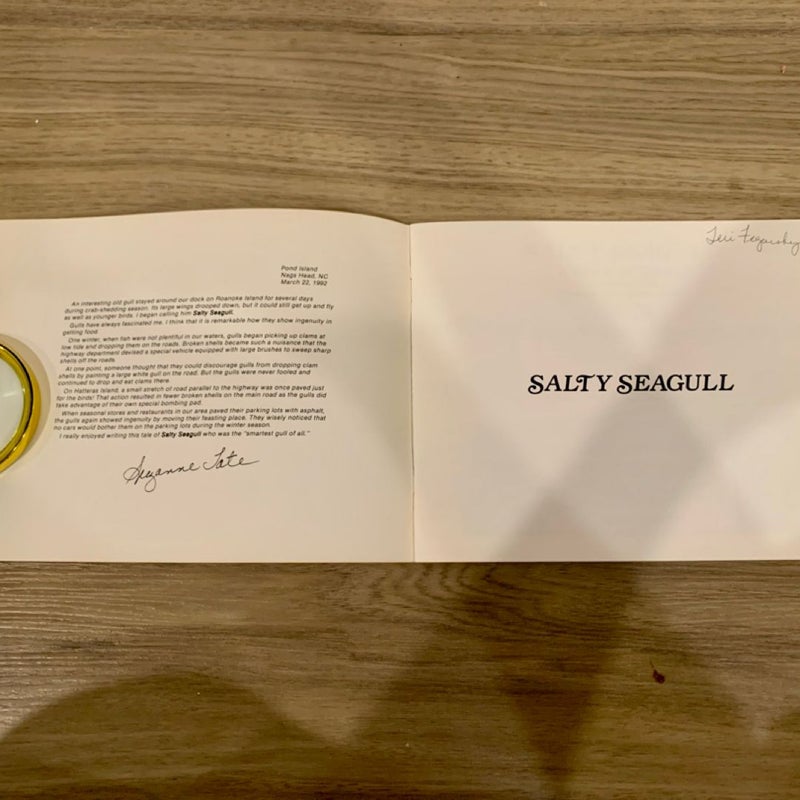 Pond Island
Nags Head, NC
March 22, 1992
An interesting old gull stayed around our dock on Roanoke Island for several days
during crab-shedding season. Its large wings drooped down, but it could still get up and fly
as well as younger birds. I began calling him Salty Seagull.
Gulls have always fascinated me. I think that it is remarkable how they show ingenuity in
getting food.
One winter, when fish were not plentiful in our waters, gulls began picking up clams at
low tide and dropping them on the roads. Broken shells became such a nuisance that the
highway department devised a special vehicle equipped with large brushes to sweep sharp
shells off the roads.
At one point, someone thought that they could discourage gulls from dropping clam
shells by painting a large white gull on the road. But the gulls were never fooled and
continued to drop and eat clams there.
On Hatteras Island, a small stretch of road parallel to the highway was once paved just
for the birds! That action resulted in fewer broken shells on the main road as the gulls did
take advantage of their own special bombing pad.
When seasonal stores and restaurants in our area paved their parking lots with asphalt,
the gulls again showed ingenuity by moving their feasting place. They wisely noticed that
no cars would bother them on the parking lots during the winter season.
I really enjoyed writing this tale of Salty Seagull who was the "smartest gull of all."
Suzanne Tate
Teri
SALTY SEAGULL